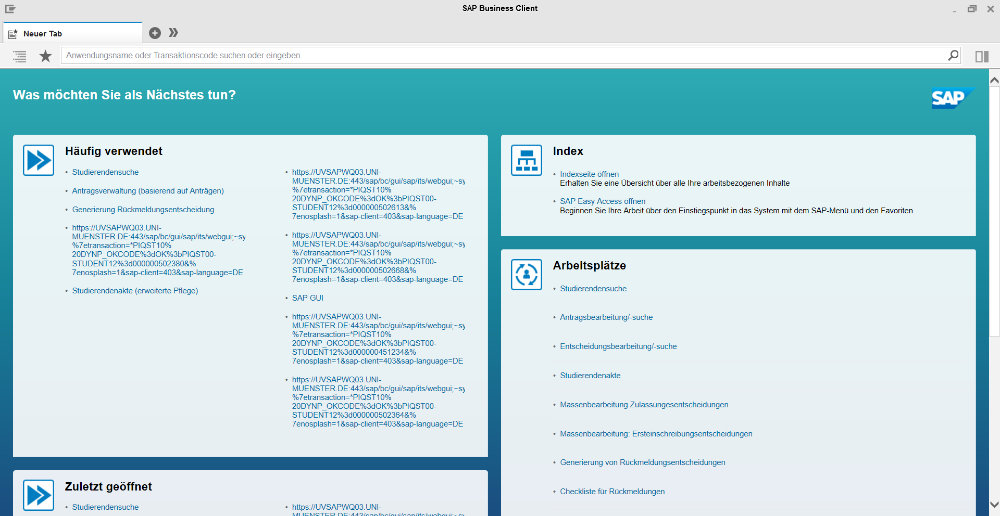 SAP Business Client
Neuer Tab
Anwendungsname oder Transaktionscode suchen oder eingeben
Was möchten Sie als Nächstes tun?
SAP
Häufig verwendet
• Studierendensuche
• Antragsverwaltung (basierend auf Anträgen)
• Generierung Rückmeldungsentscheidung
• https://UVSAPWQ03.UNI-
MUENSTER.DE:443/sap/bc/gui/sap/its/webgui;~sy
%7etransaction=*PIQST10%
20DYNP_OKCODE%3dOK%3bPIQST00-
STUDENT12%3d000000502380&%
7enosplash=1&sap-client=403&sap-language=DE
• Studierendenakte (erweiterte Pflege)
• https://UVSAPWQ03.UNI-
MUENSTER.DE:443/sap/bc/gui/sap/its/webgui;~sy
%7etransaction=*PIQST10%
20DYNP_OKCODE%3dOK%3bPIQST00-
STUDENT12%3d000000502613&%
7enosplash=1&sap-client=403&sap-language=DE
• https://UVSAPWQ03.UNI-
MUENSTER.DE:443/sap/bc/gui/sap/its/webgui;~sy
%7etransaction=*PIQST10%
20DYNP_OKCODE%3dOK%3bPIQST00-
STUDENT12%3d000000502668&%
7enosplash=1&sap-client=403&sap-language=DE
• SAP GUI
• https://UVSAPWQ03.UNI-
MUENSTER.DE:443/sap/bc/gui/sap/its/webgui;~sy
%7etransaction=*PIQST10%
20DYNP_OKCODE%3dOK%3bPIQST00-
STUDENT12%3d000000451234&%
7enosplash=1&sap-client=403&sap-language=DE
• https://UVSAPWQ03.UNI-
MUENSTER.DE:443/sap/bc/gui/sap/its/webgui;~sy
%7etransaction=*PIQST10%
20DYNP_OKCODE%3dOK%3bPIQST00-
STUDENT12%3d000000502364&%
7enosplash=1&sap-client=403&sap-language=DE
Index
• Indexseite öffnen
Erhalten Sie eine Übersicht über alle Ihre arbeitsbezogenen Inhalte
• SAP Easy Access öffnen
Beginnen Sie Ihre Arbeit über den Einstiegspunkt in das System mit dem SAP-Menü und den Favoriten
Arbeitsplätze
• Studierendensuche
• Antragsbearbeitung/-suche
• Entscheidungsbearbeitung/-suche
• Studierendenakte
• Massenbearbeitung Zulassungesentscheidungen
• Massenbearbeitung: Ersteinschreibungsentscheidungen
• Generierung von Rückmeldungsentscheidungen
• Checkliste für Rückmeldungen
Zuletzt geöffnet
• Studierendensuche
• https://UVSAPWQ03.UNI-
MUENSTER.DE:443/sap/bc/gui/sap/its/webgui;~sy